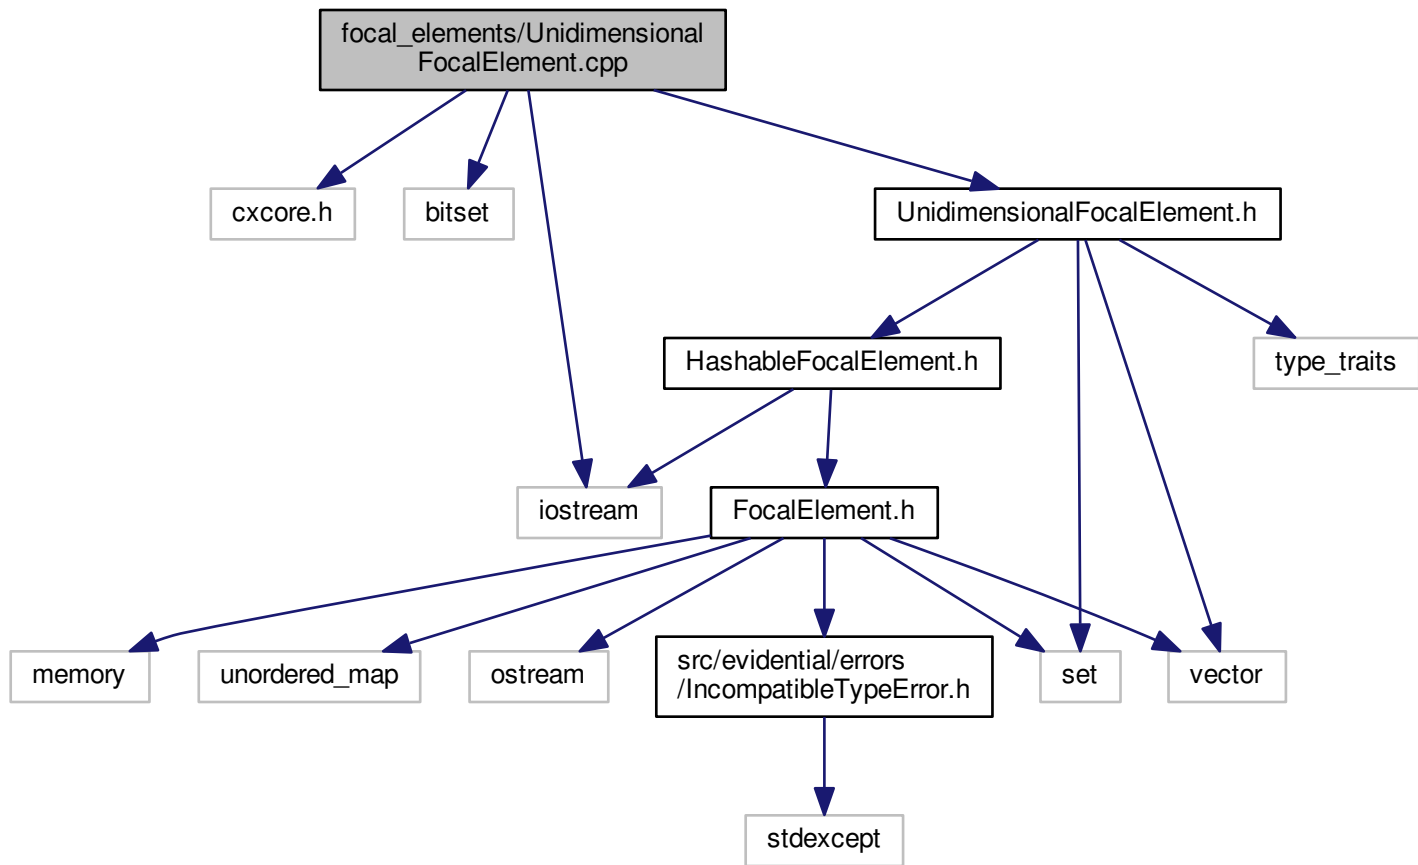 focal_elements/Unidimensional
FocalElement.cpp
cxcore.h
bitset
UnidimensionalFocalElement.h
HashableFocalElement.h
type_traits
iostream
FocalElement.h
memory
unordered_map
ostream
src/evidential/errors
/IncompatibleTypeError.h
set
vector
stdexcept